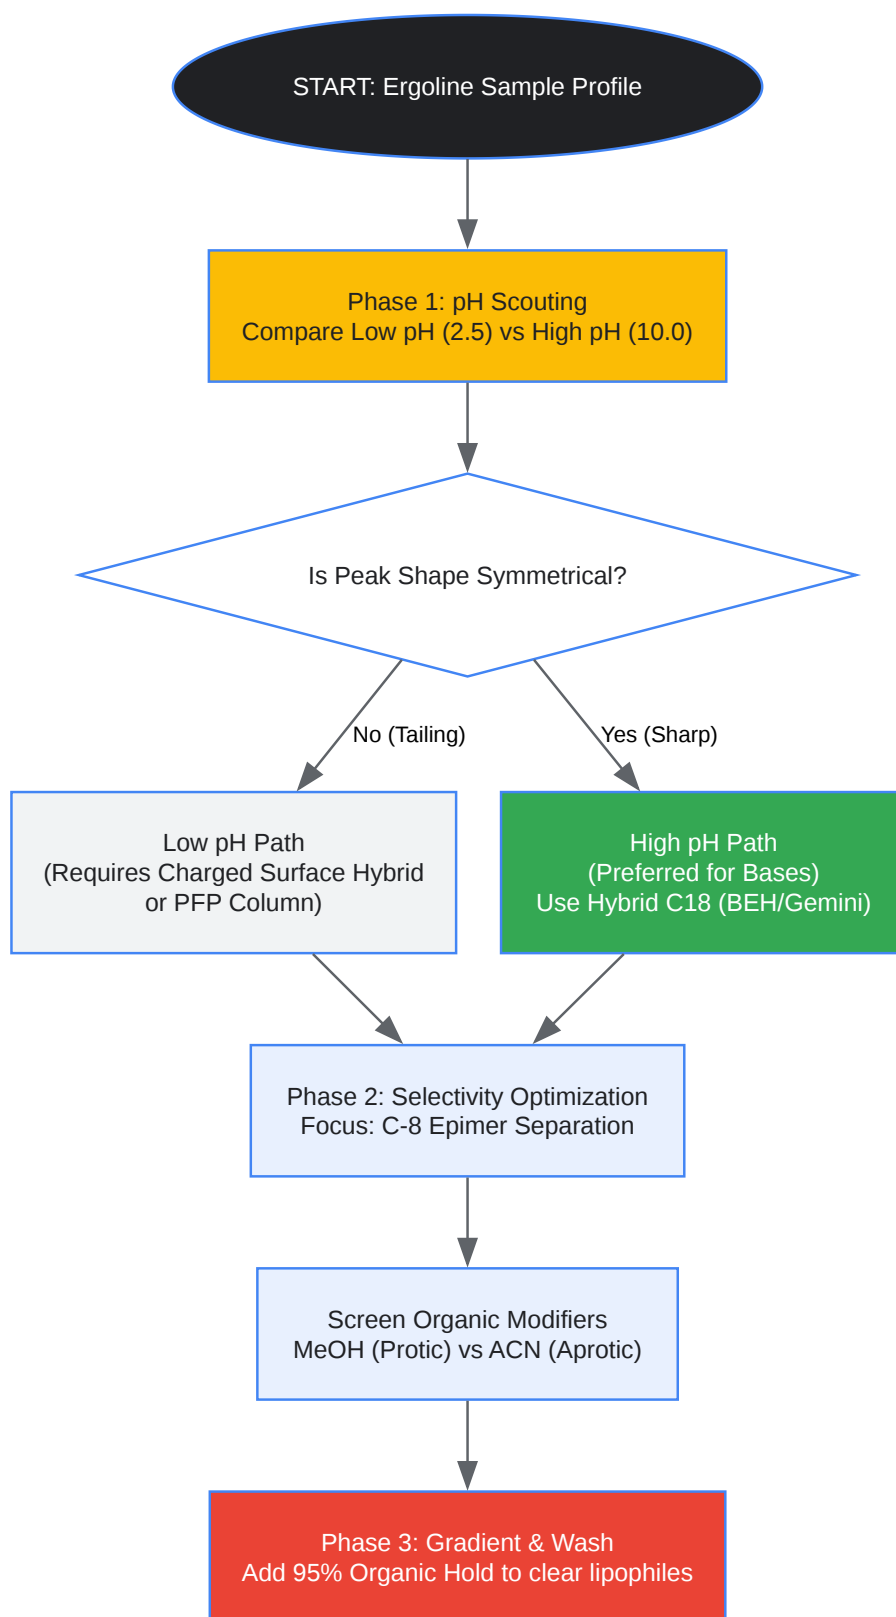 START: Ergoline Sample Profile
Phase 1: pH Scouting
Compare Low pH (2.5) vs High pH (10.0)
Is Peak Shape Symmetrical?
No (Tailing)
Yes (Sharp)
Low pH Path
(Requires Charged Surface Hybrid
or PFP Column)
High pH Path
(Preferred for Bases)
Use Hybrid C18 (BEH/Gemini)
Phase 2: Selectivity Optimization
Focus: C-8 Epimer Separation
Screen Organic Modifiers
MeOH (Protic) vs ACN (Aprotic)
Phase 3: Gradient & Wash
Add 95% Organic Hold to clear lipophiles